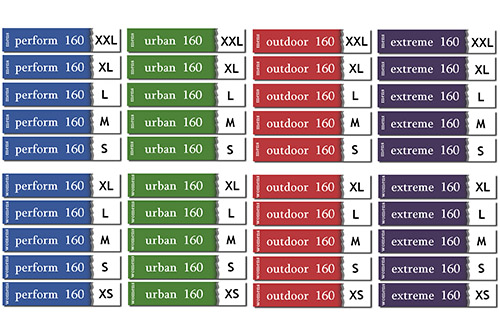 perform 160 XXL urban 160 XXL outdoor 160 XXL extreme 160 XXL
perform 160 XL urban 160 XL outdoor 160 XL extreme 160 XL
perform 160 L urban 160 L outdoor 160 L extreme 160 L
perform 160 M urban 160 M outdoor 160 M extreme 160 M
perform 160 S urban 160 S outdoor 160 S extreme 160 S
perform 160 XL urban 160 XL outdoor 160 XL extreme 160 XL
perform 160 L urban 160 L outdoor 160 L extreme 160 L
perform 160 M urban 160 M outdoor 160 M extreme 160 M
perform 160 S urban 160 S outdoor 160 S extreme 160 S
perform 160 XS urban 160 XS outdoor 160 XS extreme 160 XS